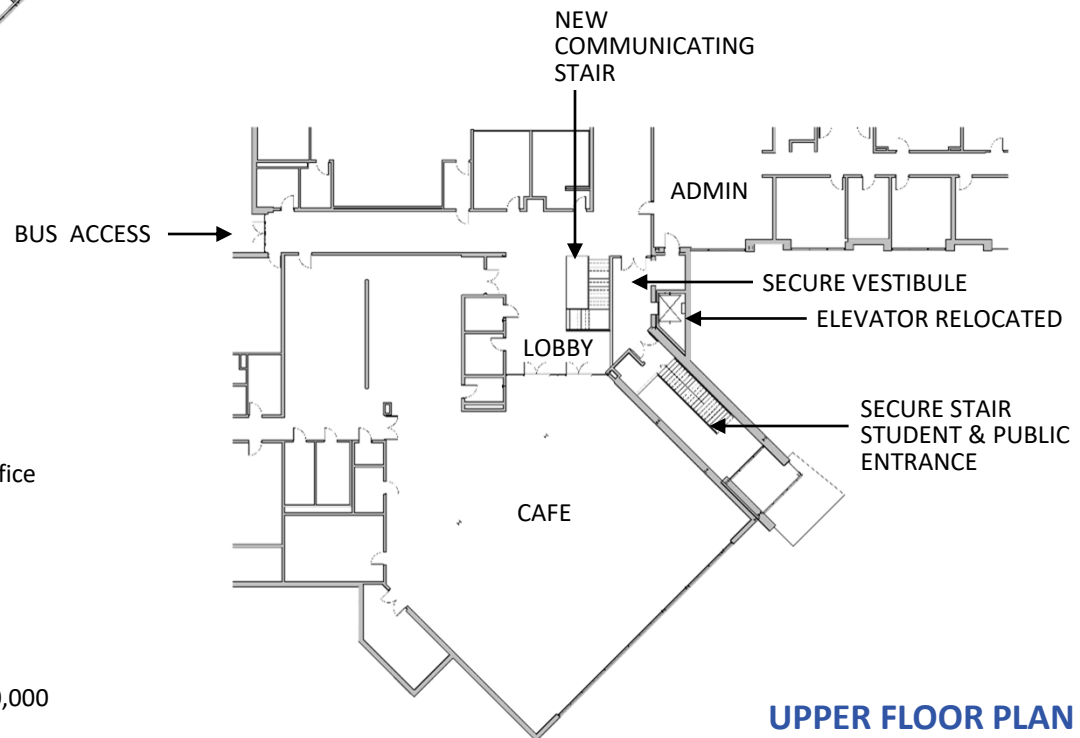 NEW
COMMUNICATING
STAIR
ADMIN
BUS ACCESS
SECURE VESTIBULE
ELEVATOR RELOCATED
LOBBY
SECURE STAIR
STUDENT & PUBLIC
ENTRANCE
CAFE
UPPER FLOOR PLAN